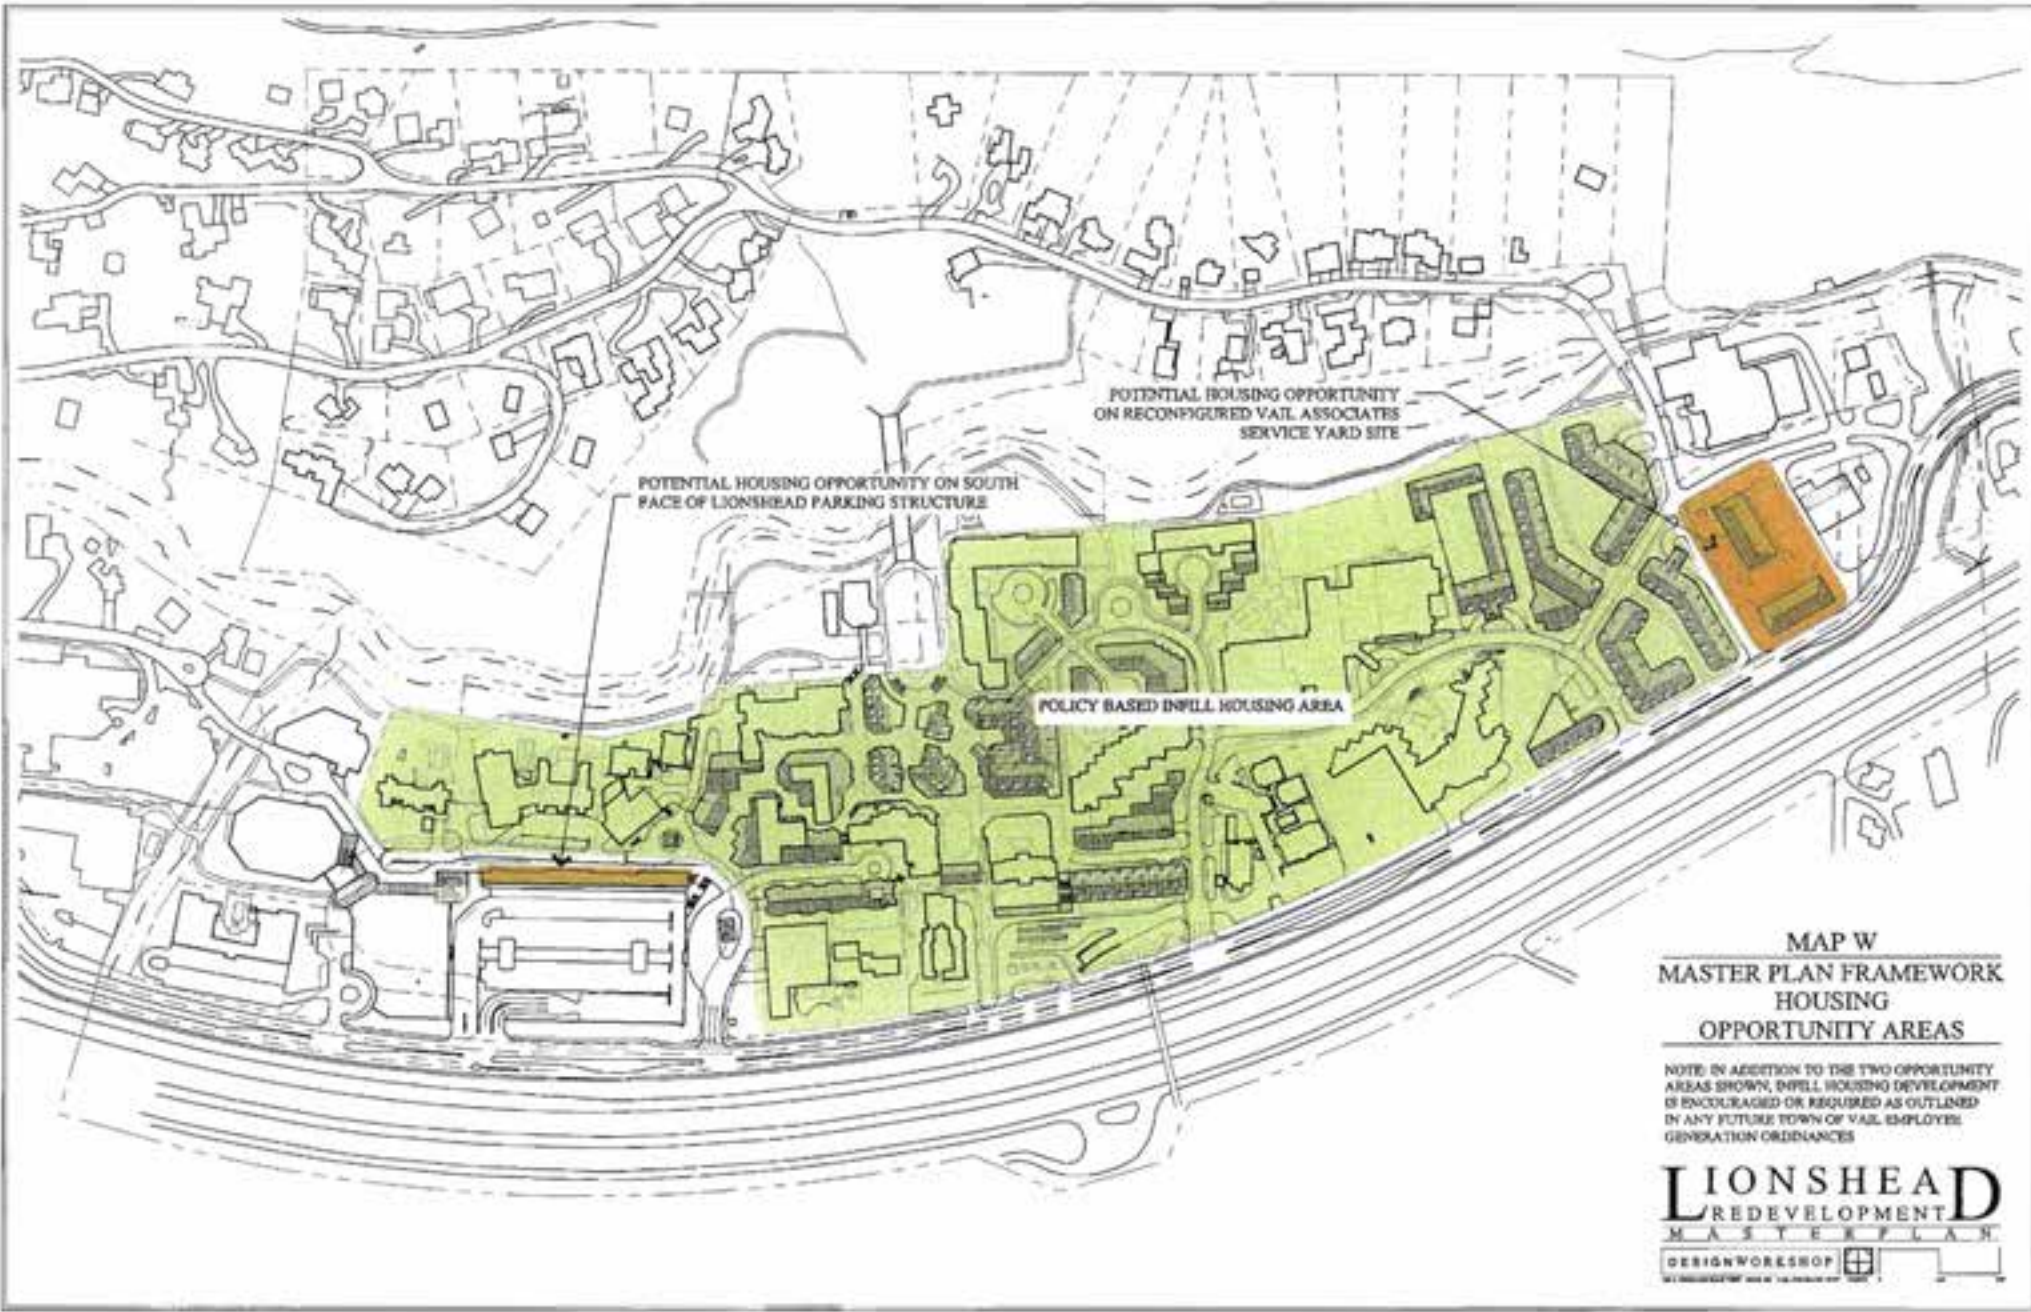 POTENTIAL HOUSING OPPORTUNITY
ON RECONFIGURED VAIL ASSOCIATES
SERVICE YARD SITE
POTENTIAL HOUSING OPPORTUNITY ON SOUTH
FACE OF LIONSHEAD PARKING STRUCTURE
POLICY BASED INFILL HOUSING AREA
MAP W
MASTER PLAN FRAMEWORK
HOUSING
OPPORTUNITY AREAS
NOTE: IN ADDITION TO THE TWO OPPORTUNITY
AREAS SHOWN, INFILL HOUSING DEVELOPMENT
IS ENCOURAGED OR REQUIRED AS OUTLINED
IN ANY FUTURE TOWN OF VAIL EMPLOYEE
GENERATION ORDINANCES
LIONSHEAD
REDEVELOPMENT
MASTERPLAN
DESIGNWORKSHOP